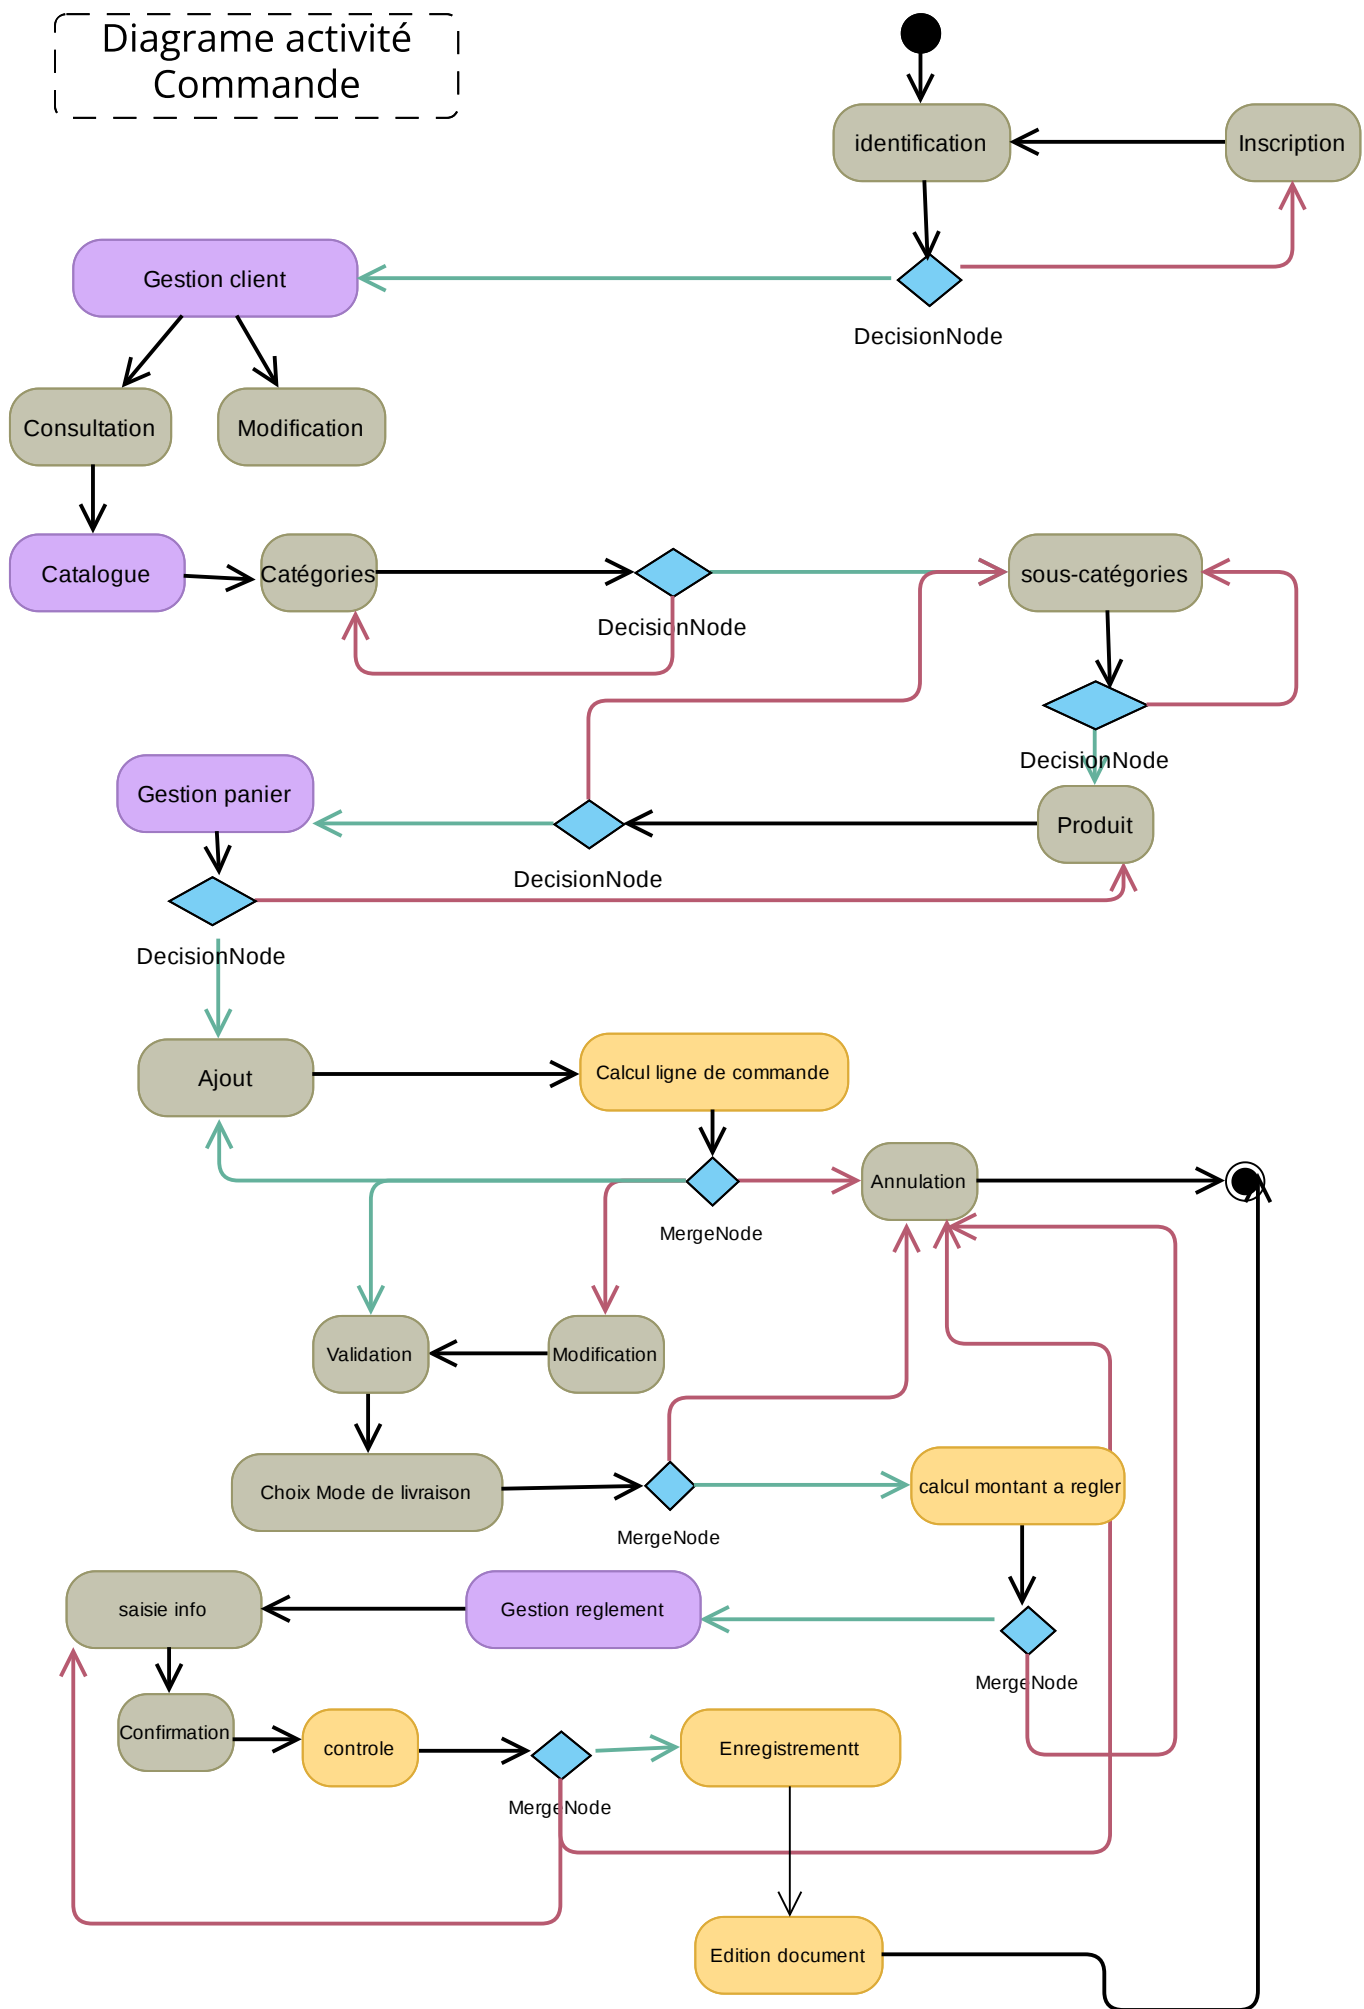 Diagrame activité
Commande
identification
Inscription
Gestion client
DecisionNode
Consultation
Modification
Catalogue
Catégories
sous-catégories
DecisionNode
DecisionNode
Gestion panier
Produit
DecisionNode
DecisionNode
Ajout
Calcul ligne de commande
Annulation
MergeNode
Validation
Modification
Choix Mode de livraison
calcul montant a regler
MergeNode
saisie info
Gestion reglement
MergeNode
Confirmation
controle
Enregistrementt
MergeNode
Edition document